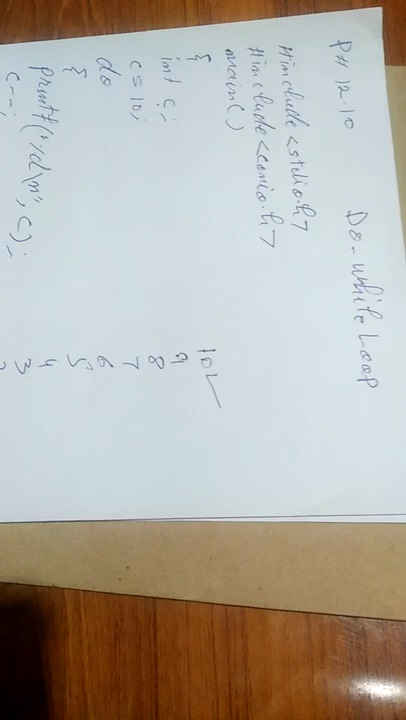 P# 12.10 Do-while Loop
#include <stdio.h>
#include <conio.h>
main()
{
int c;
c=10;
do
{
printf("%d\n", c);
c--;
10
9
8
7
6
5
4
3